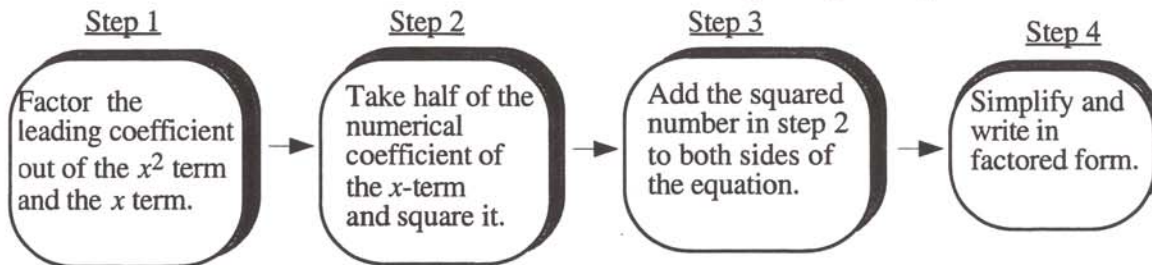 Step 1
Factor the
leading coefficient
out of the x² term
and the x term.
Step 2
Take half of the
numerical
coefficient of
the x-term
and square it.
Step 3
Add the squared
number in step 2
to both sides of
the equation.
Step 4
Simplify and
write in
factored form.